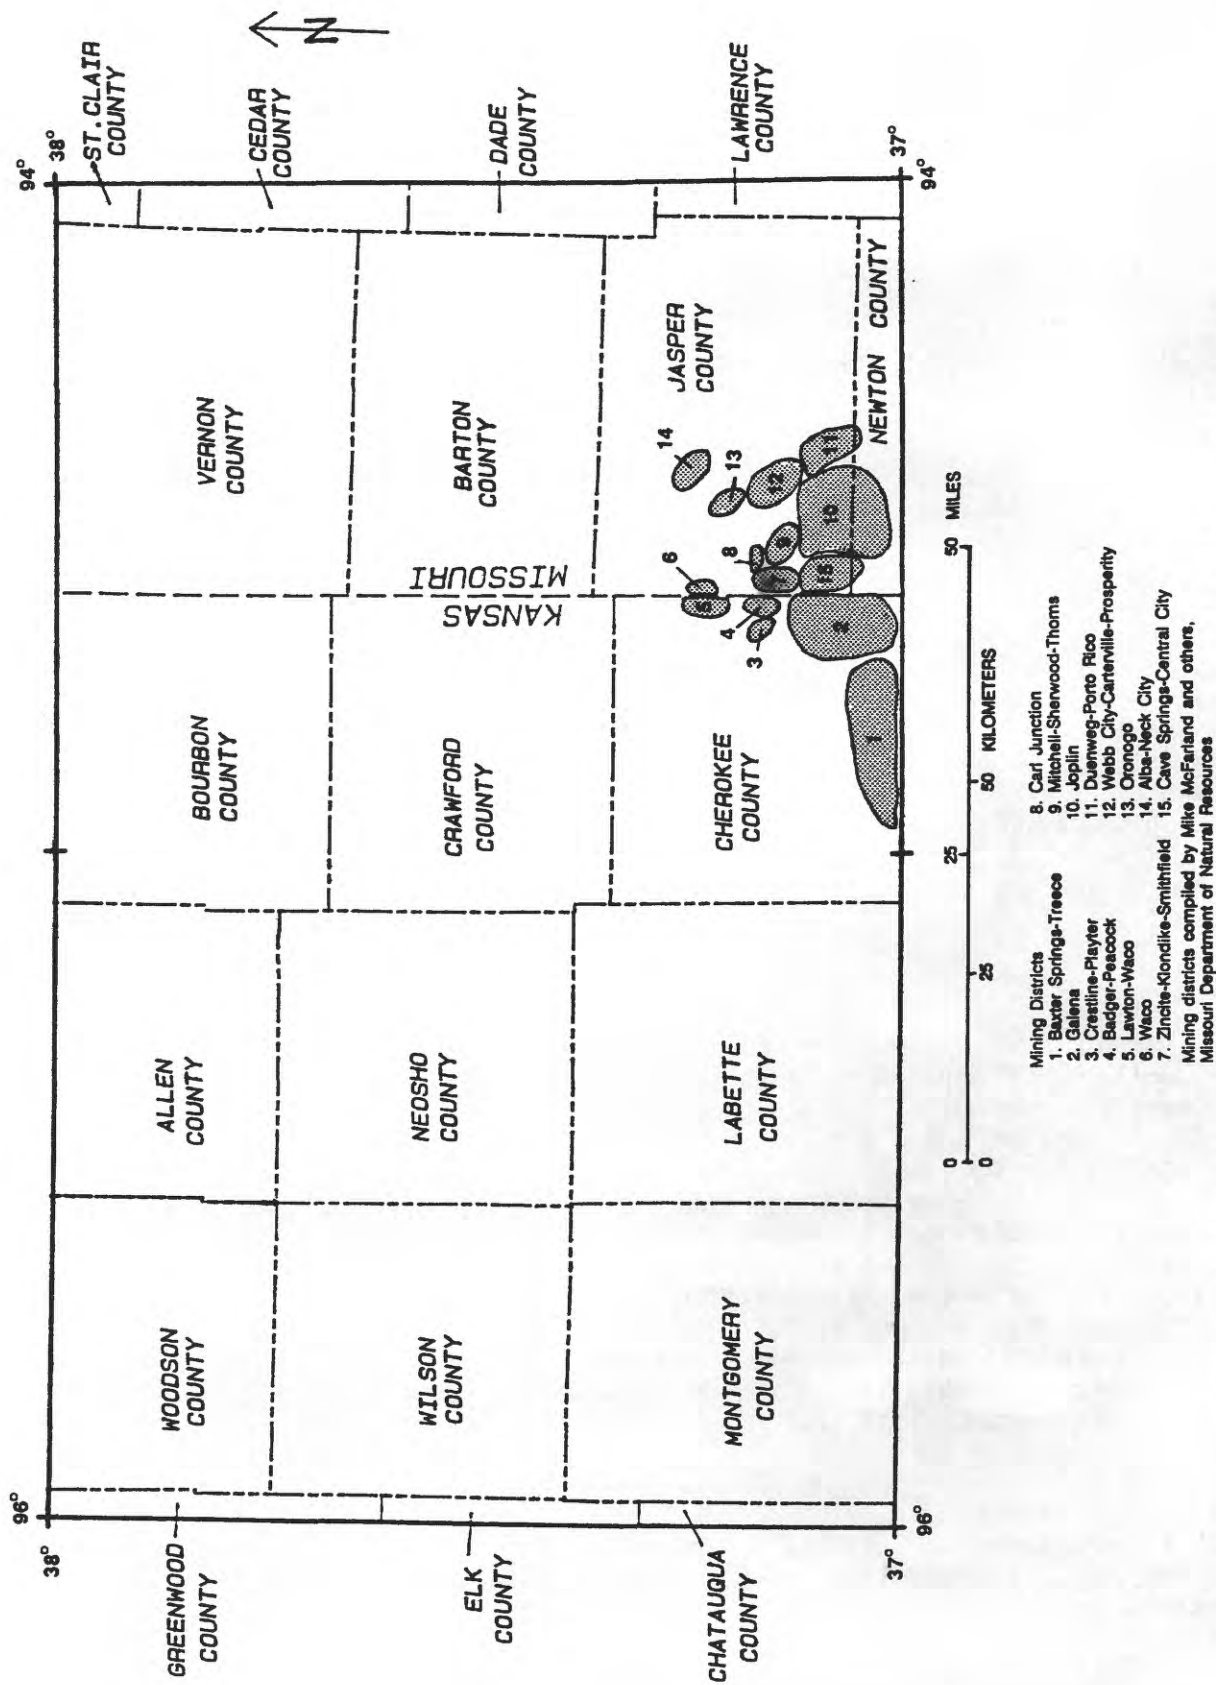 96°
94°
38°
38°
GREENWOOD
COUNTY
ELK
COUNTY
CHATAUQUA
COUNTY
WOODSON
COUNTY
WILSON
COUNTY
MONTGOMERY
COUNTY
ALLEN
COUNTY
NEOSHO
COUNTY
LABETTE
COUNTY
BOURBON
COUNTY
CRAWFORD
COUNTY
CHEROKEE
COUNTY
KANSAS
MISSOURI
VERNON
COUNTY
BARTON
COUNTY
JASPER
COUNTY
NEWTON COUNTY
ST. CLAIR
COUNTY
CEDAR
COUNTY
DADE
COUNTY
LAWRENCE
COUNTY
N
1
2
3
4
5
6
7
8
9
10
11
12
13
14
15
37°
37°
96°
94°
0 25 50 MILES
0 25 50 KILOMETERS
Mining Districts
1. Baxter Springs-Treece
2. Galena
3. Crestline-Playter
4. Badger-Peacock
5. Lawton-Waco
6. Waco
7. Zincite-Klondike-Smithfield
8. Carl Junction
9. Mitchell-Sherwood-Thoms
10. Joplin
11. Duenweg-Porto Rico
12. Webb City-Carterville-Prosperity
13. Oronogo
14. Alba-Neck City
15. Cave Springs-Central City
Mining districts compiled by Mike McFarland and others,
Missouri Department of Natural Resources